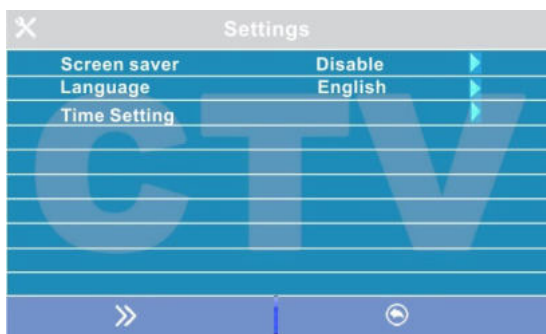 Settings
Screen saver Disable
Language English
Time Setting
CTV